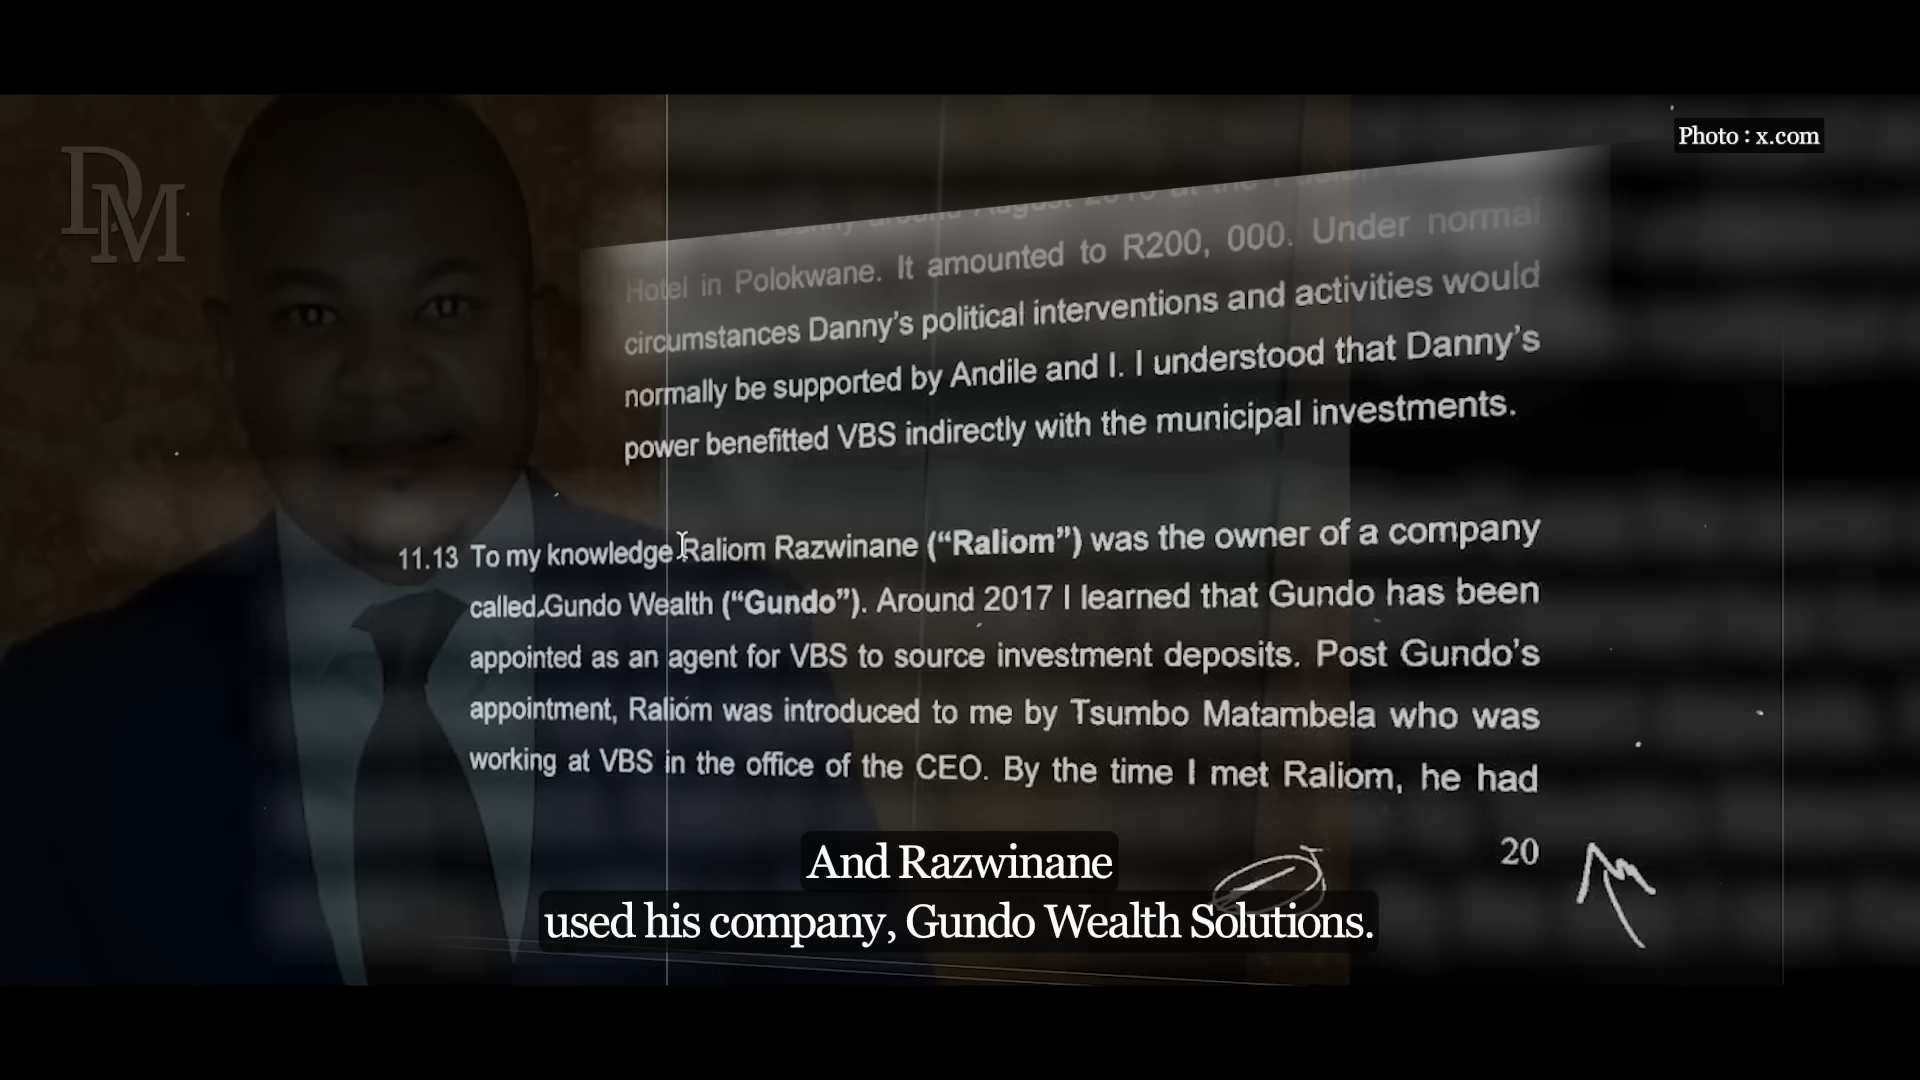 DM
Photo : x.com
Danny around August
at the
Hotel in Polokwane. It amounted to R200, 000. Under normal
circumstances Danny's political interventions and activities would
normally be supported by Andile and I. I understood that Danny's
power benefitted VBS indirectly with the municipal investments.
11.13 To my knowledge Raliom Razwinane ("Raliom") was the owner of a company
called Gundo Wealth ("Gundo"). Around 2017 I learned that Gundo has been
appointed as an agent for VBS to source investment deposits. Post Gundo's
appointment, Raliom was introduced to me by Tsumbo Matambela who was
working at VBS in the office of the CEO. By the time I met Raliom, he had
20
And Razwinane
used his company, Gundo Wealth Solutions.